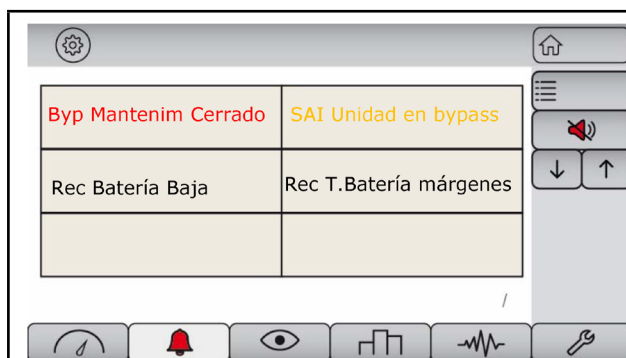 Byp Mantenim Cerrado
SAI Unidad en bypass
Rec Batería Baja
Rec T.Batería márgenes
/